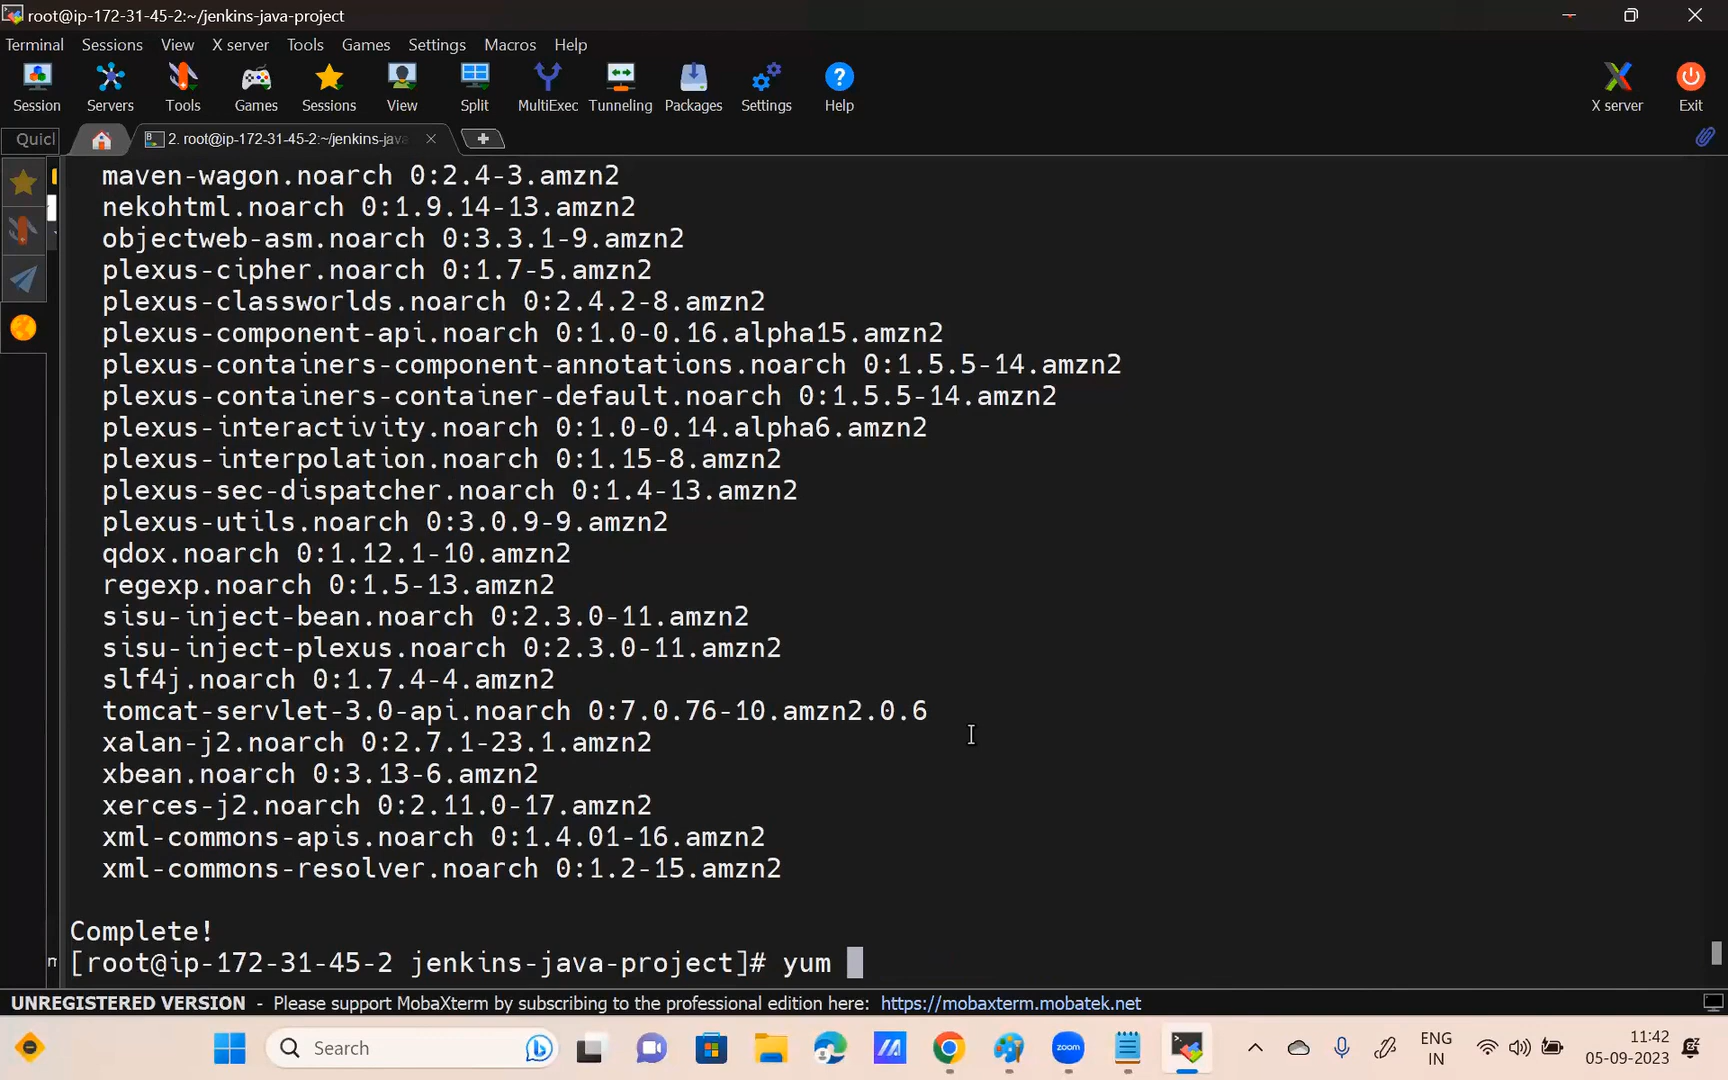 root@ip-172-31-45-2:~/jenkins-java-project
Terminal Sessions View X server Tools Games Settings Macros Help
Session Servers Tools Games Sessions View Split MultiExec Tunneling Packages Settings Help X server Exit
Quicl 2. root@ip-172-31-45-2:~/jenkins-java
maven-wagon.noarch 0:2.4-3.amzn2
nekohtml.noarch 0:1.9.14-13.amzn2
objectweb-asm.noarch 0:3.3.1-9.amzn2
plexus-cipher.noarch 0:1.7-5.amzn2
plexus-classworlds.noarch 0:2.4.2-8.amzn2
plexus-component-api.noarch 0:1.0-0.16.alpha15.amzn2
plexus-containers-component-annotations.noarch 0:1.5.5-14.amzn2
plexus-containers-container-default.noarch 0:1.5.5-14.amzn2
plexus-interactivity.noarch 0:1.0-0.14.alpha6.amzn2
plexus-interpolation.noarch 0:1.15-8.amzn2
plexus-sec-dispatcher.noarch 0:1.4-13.amzn2
plexus-utils.noarch 0:3.0.9-9.amzn2
qdox.noarch 0:1.12.1-10.amzn2
regexp.noarch 0:1.5-13.amzn2
sisu-inject-bean.noarch 0:2.3.0-11.amzn2
sisu-inject-plexus.noarch 0:2.3.0-11.amzn2
slf4j.noarch 0:1.7.4-4.amzn2
tomcat-servlet-3.0-api.noarch 0:7.0.76-10.amzn2.0.6
xalan-j2.noarch 0:2.7.1-23.1.amzn2
xbean.noarch 0:3.13-6.amzn2
xerces-j2.noarch 0:2.11.0-17.amzn2
xml-commons-apis.noarch 0:1.4.01-16.amzn2
xml-commons-resolver.noarch 0:1.2-15.amzn2
Complete!
[root@ip-172-31-45-2 jenkins-java-project]# yum
UNREGISTERED VERSION - Please support MobaXterm by subscribing to the professional edition here: https://mobaxterm.mobatek.net
Search zoom ENG 11:42
IN 05-09-2023